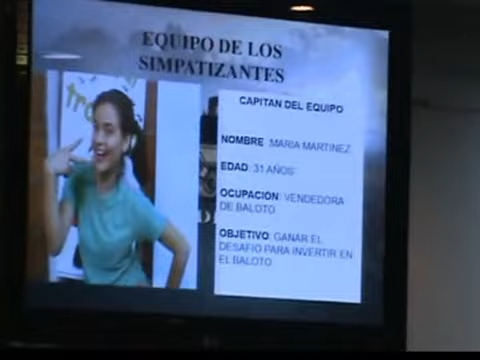 EQUIPO DE LOS
SIMPATIZANTES
CAPITAN DEL EQUIPO
NOMBRE :MARIA MARTINEZ
EDAD: 31 AÑOS
OCUPACION: VENDEDORA
DE BALOTO
OBJETIVO: GANAR EL
DESAFIO PARA INVERTIR EN
EL BALOTO